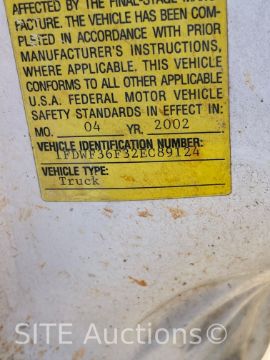 AFFECTED BY THE FINAL-STAGE MANU-
FACTURE. THE VEHICLE HAS BEEN COM-
PLETED IN ACCORDANCE WITH PRIOR
MANUFACTURER'S INSTRUCTIONS,
WHERE APPLICABLE. THIS VEHICLE
CONFORMS TO ALL OTHER APPLICABLE
U.S.A. FEDERAL MOTOR VEHICLE
SAFETY STANDARDS IN EFFECT IN:
MO. 04 YR. 2002
VEHICLE IDENTIFICATION NUMBER:
1FDWF36F32EC89124
VEHICLE TYPE:
Truck
SITE Auctions™